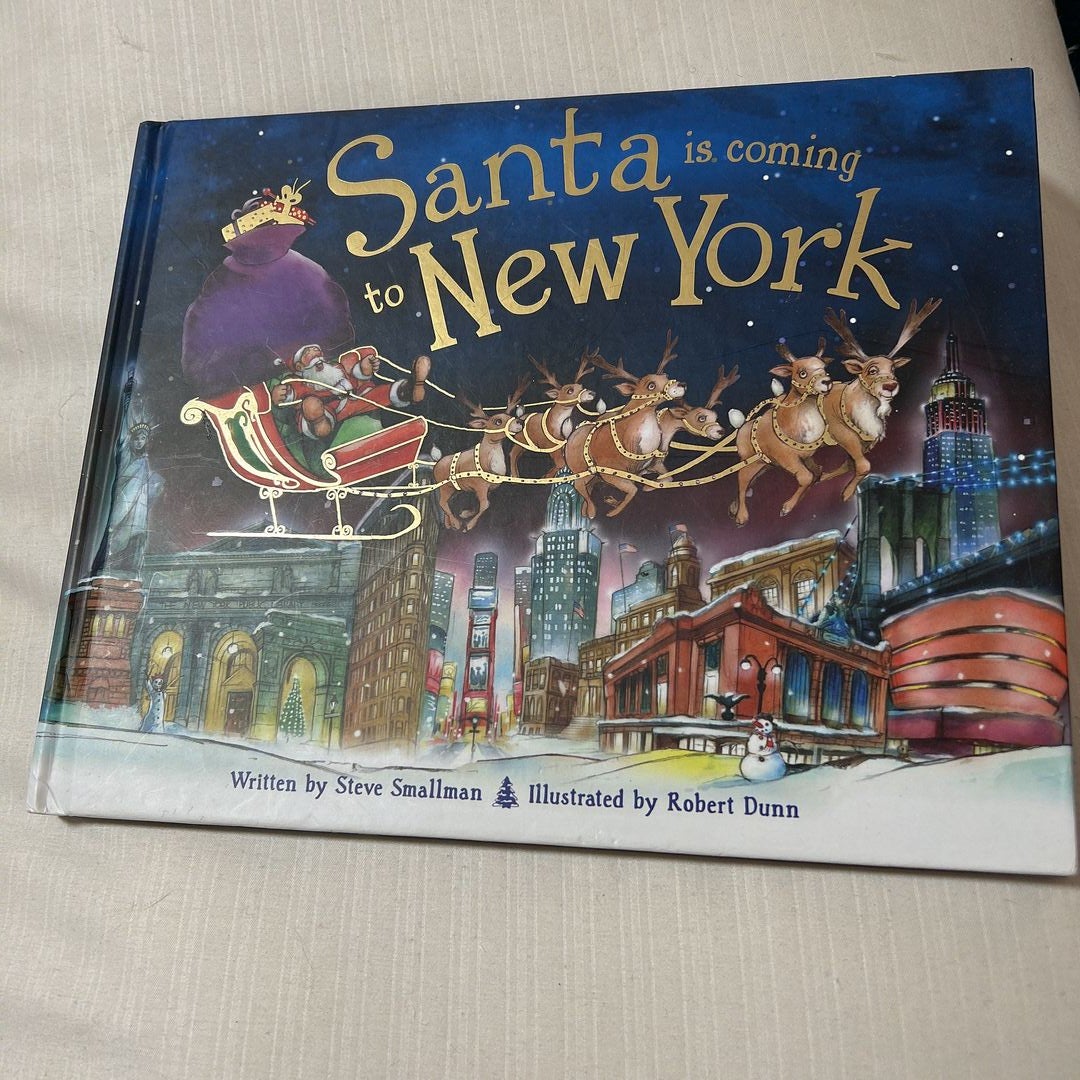 Santa is coming
to New York
Written by Steve Smallman Illustrated by Robert Dunn